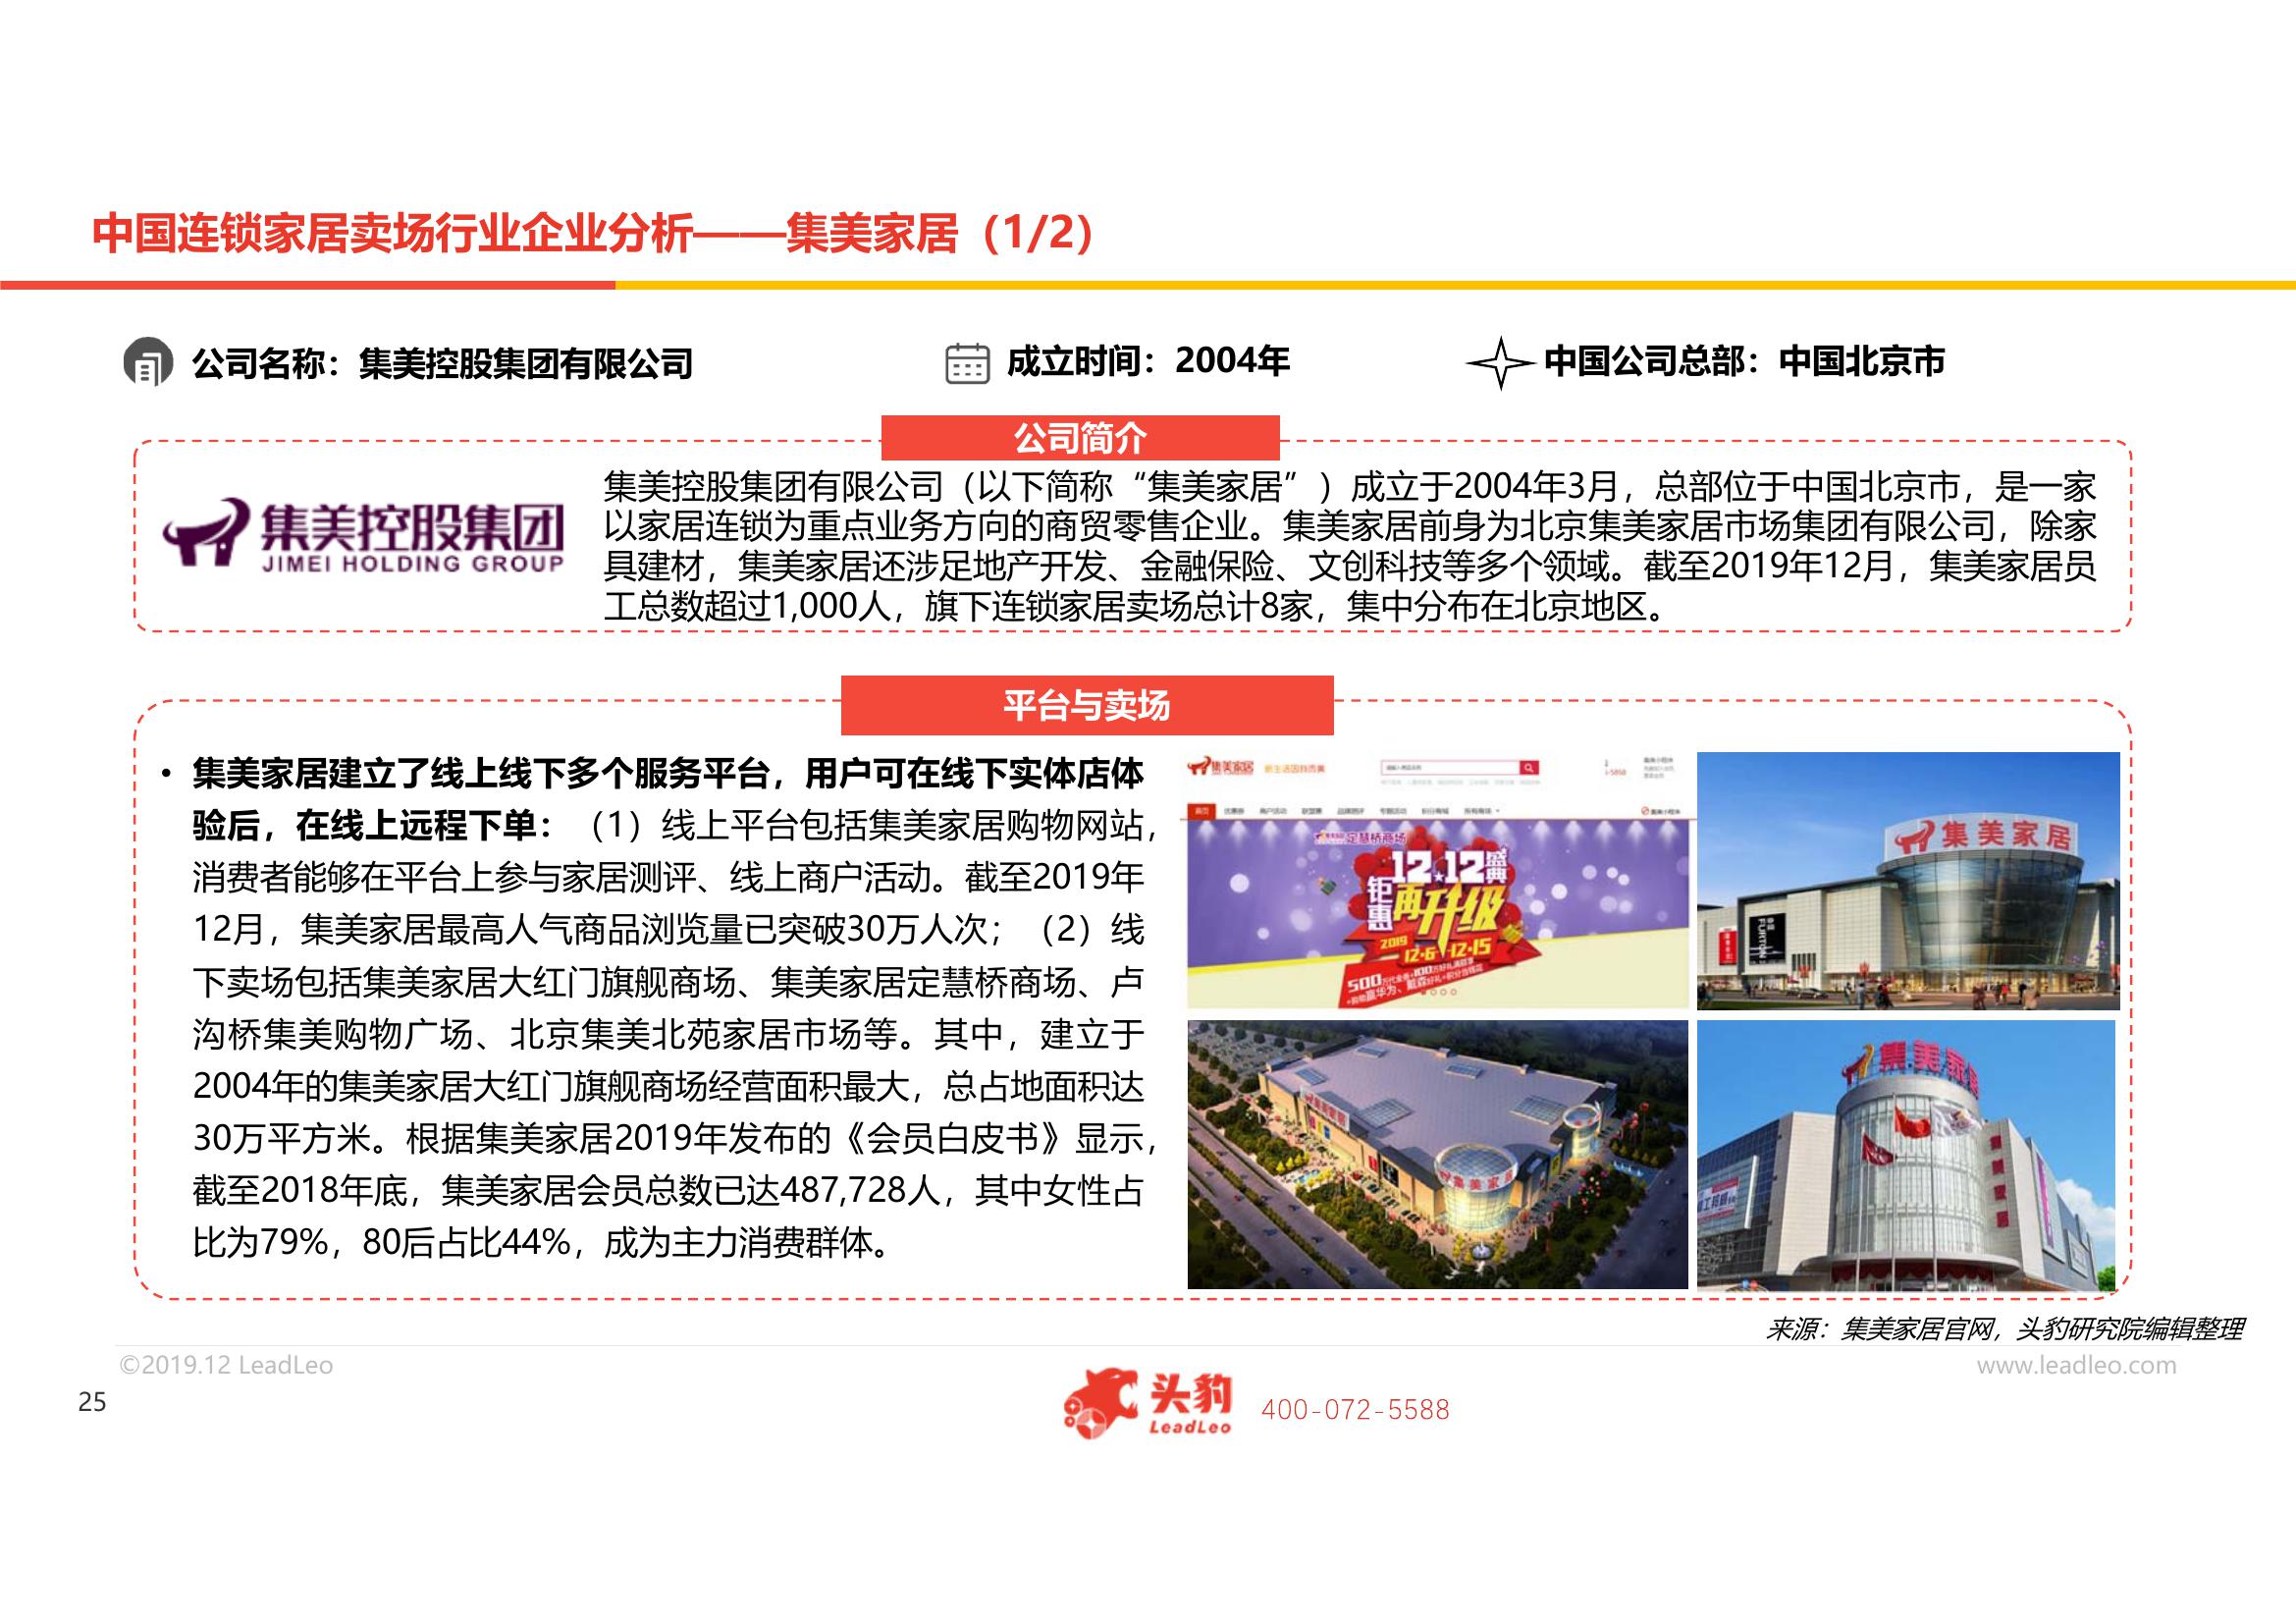 中国连锁家居卖场行业企业分析——集美家居（1/2）
公司名称：集美控股集团有限公司
成立时间：2004年
中国公司总部：中国北京市
公司简介
集美控股集团
JIMEI HOLDING GROUP
集美控股集团有限公司（以下简称“集美家居”）成立于2004年3月，总部位于中国北京市，是一家
以家居连锁为重点业务方向的商贸零售企业。集美家居前身为北京集美家居市场集团有限公司，除家
具建材，集美家居还涉足地产开发、金融保险、文创科技等多个领域。截至2019年12月，集美家居员
工总数超过1,000人，旗下连锁家居卖场总计8家，集中分布在北京地区。
平台与卖场
• 集美家居建立了线上线下多个服务平台，用户可在线下实体店体
验后，在线上远程下单：（1）线上平台包括集美家居购物网站，
消费者能够在平台上参与家居测评、线上商户活动。截至2019年
12月，集美家居最高人气商品浏览量已突破30万人次；（2）线
下卖场包括集美家居大红门旗舰商场、集美家居定慧桥商场、卢
沟桥集美购物广场、北京集美北苑家居市场等。其中，建立于
2004年的集美家居大红门旗舰商场经营面积最大，总占地面积达
30万平方米。根据集美家居2019年发布的《会员白皮书》显示，
截至2018年底，集美家居会员总数已达487,728人，其中女性占
比为79%，80后占比44%，成为主力消费群体。
集美家居
首页
定慧桥商场
12.12盛典
钜惠
再升级
2019
12·6-12·15
集美家居
集美家居
集美家居
来源：集美家居官网，头豹研究院编辑整理
©2019.12 LeadLeo
www.leadleo.com
25
头豹
LeadLeo
400-072-5588